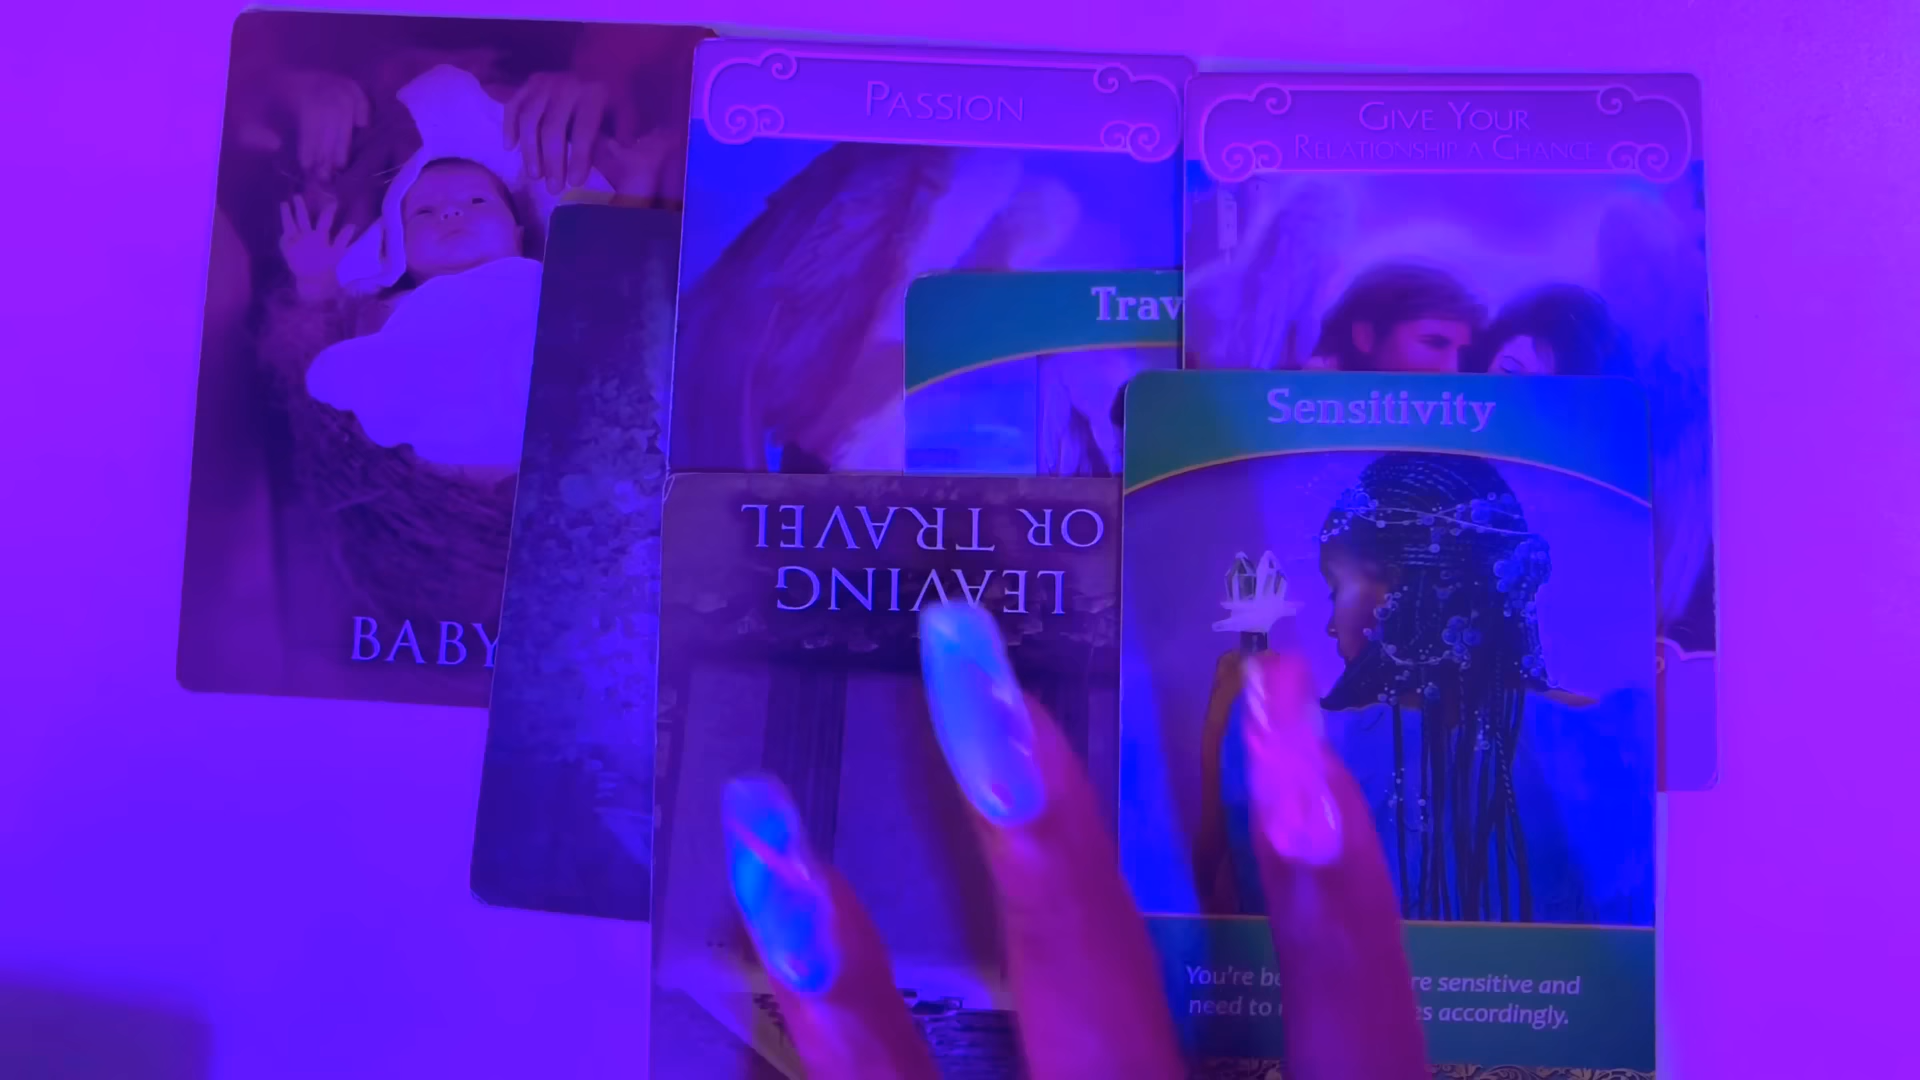 PASSION
GIVE YOUR
RELATIONSHIP A CHANCE
Trav
Sensitivity
LEAVING
OR TRAVEL
BABY
You're be re sensitive and
need to s accordingly.